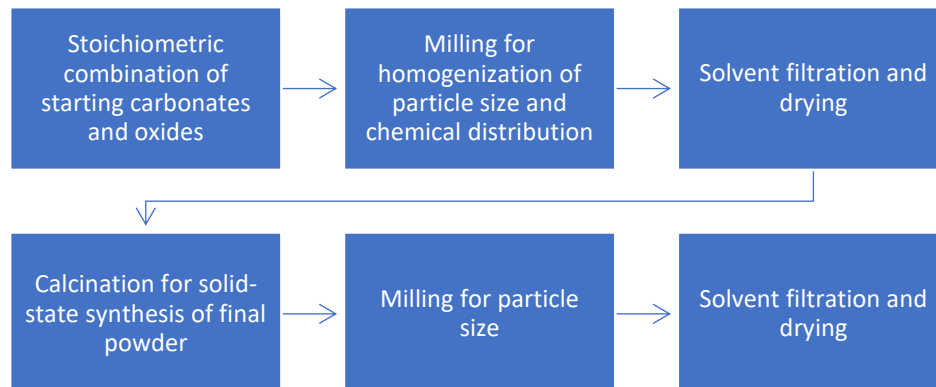 Stoichiometric
combination of
starting carbonates
and oxides
Milling for
homogenization of
particle size and
chemical distribution
Solvent filtration and
drying
Calcination for solid-
state synthesis of final
powder
Milling for particle
size
Solvent filtration and
drying